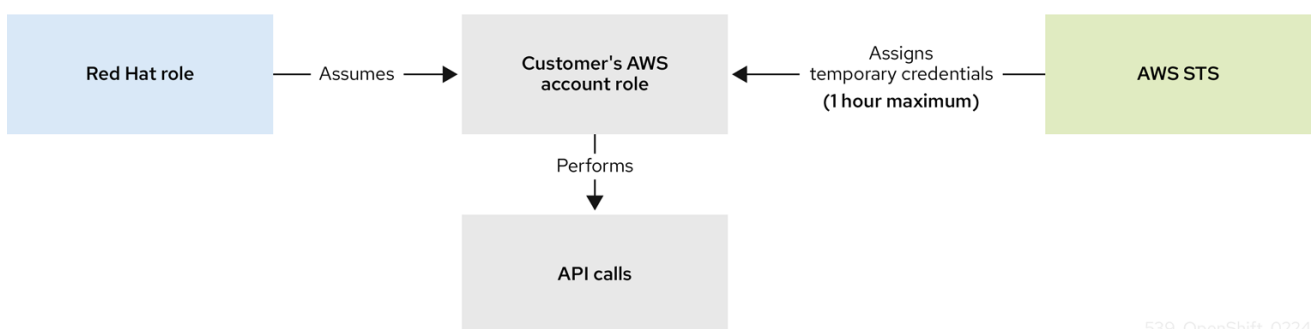 Red Hat role
Assumes
Customer's AWS
account role
Assigns
temporary credentials
(1 hour maximum)
AWS STS
Performs
API calls
539_OpenShift_0224